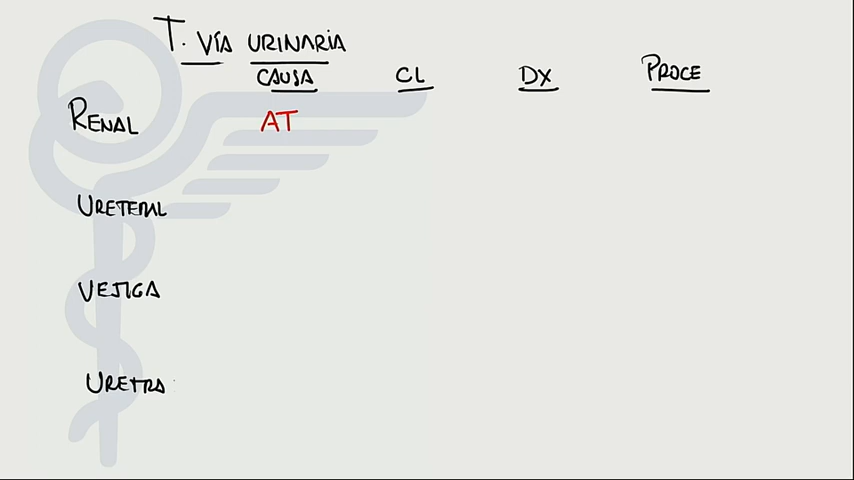 T. VÍA URINARIA
CAUSA CL DX PROCE
RENAL AT
URETERAL
VEJIGA
URETRA